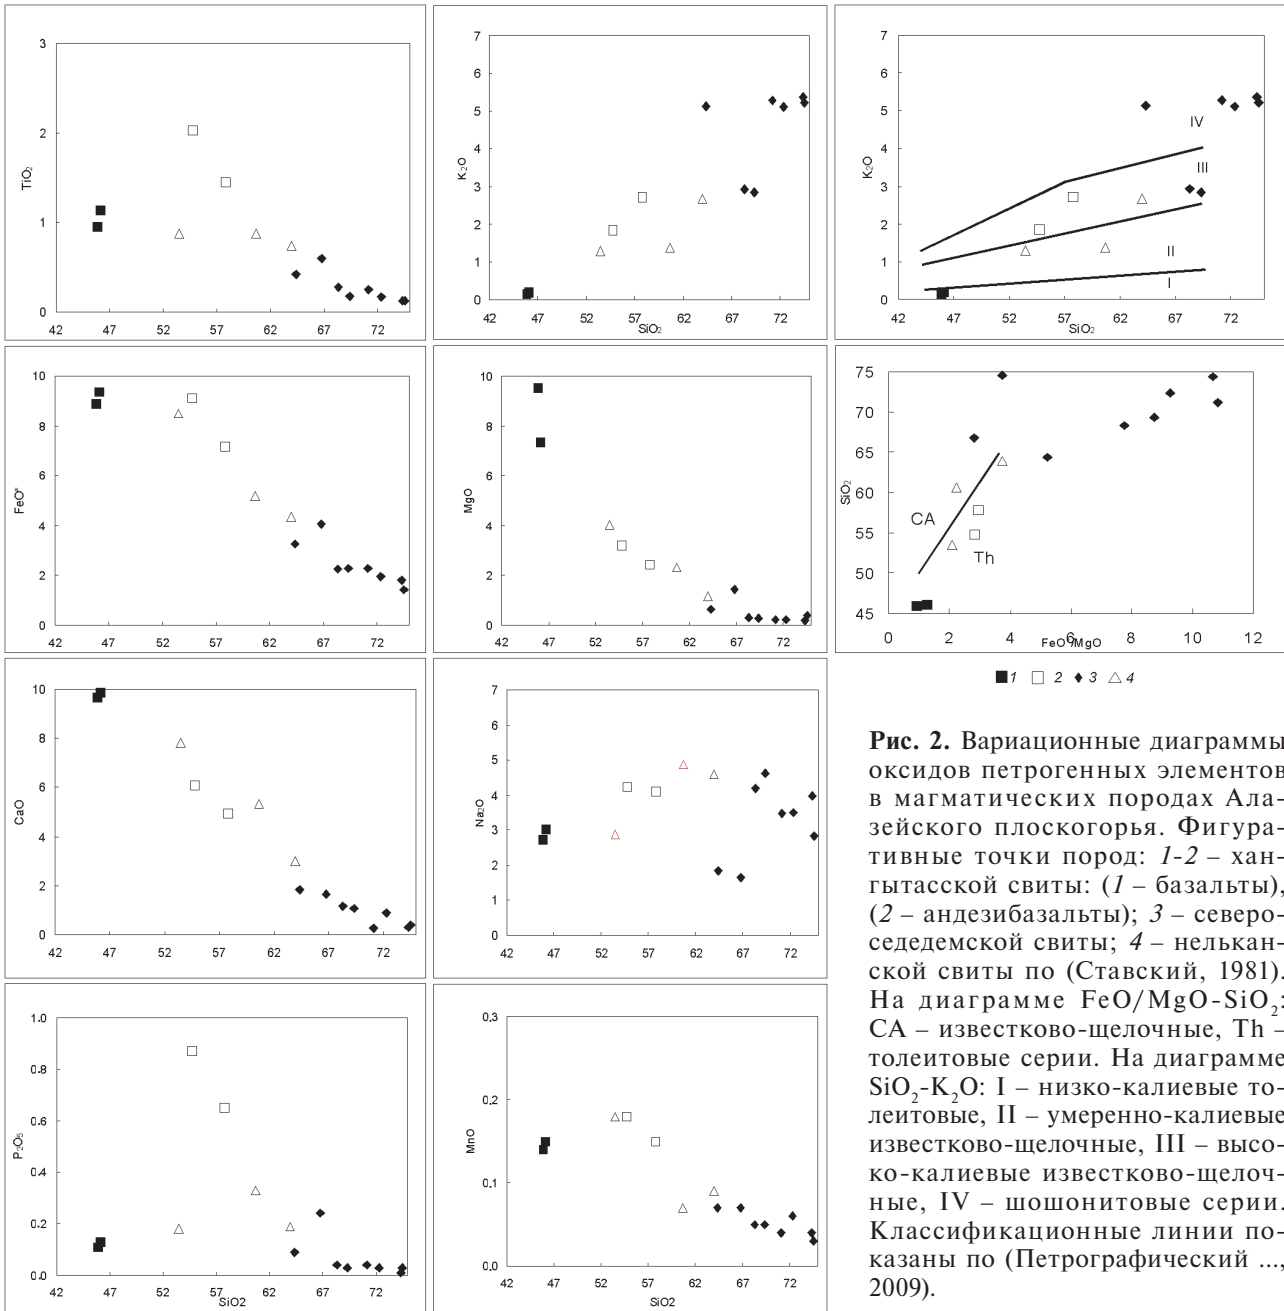 3
2
1
0
TiO₂
42 47 52 57 62 67 72
7
6
5
4
3
2
1
0
K₂O
42 47 52 57 62 67 72
SiO₂
7
6
5
4
3
2
1
0
K₂O
IV
III
II
I
42 47 52 57 62 67 72
SiO₂
10
8
6
4
2
0
FeO*
42 47 52 57 62 67 72
10
8
6
4
2
0
MgO
42 47 52 57 62 67 72
75
70
65
60
55
50
45
SiO₂
CA
Th
0 2 4 6 8 10 12
FeO*/MgO
■1 □ 2 ♦ 3 △ 4
10
8
6
4
2
0
CaO
42 47 52 57 62 67 72
7
6
5
4
3
2
1
0
Na₂O
42 47 52 57 62 67 72
1.0
0.8
0.6
0.4
0.2
0.0
P₂O₅
42 47 52 57 62 67 72
SiO2
0,3
0,2
0,1
0,0
MnO
42 47 52 57 62 67 72
SiO2
Рис. 2. Вариационные диаграммы
оксидов петрогенных элементов
в магматических породах Ала-
зейского плоскогорья. Фигура-
тивные точки пород: 1-2 – хан-
гытасской свиты: (1 – базальты),
(2 – андезибазальты); 3 – северо-
седедемской свиты; 4 – нелькан-
ской свиты по (Ставский, 1981).
На диаграмме FeO/MgO-SiO₂:
СА – известково-щелочные, Th –
толеитовые серии. На диаграмме
SiO₂-K₂O: I – низко-калиевые то-
леитовые, II – умеренно-калиевые
известково-щелочные, III – высо-
ко-калиевые известково-щелоч-
ные, IV – шошонитовые серии.
Классификационные линии по-
казаны по (Петрографический ...,
2009).